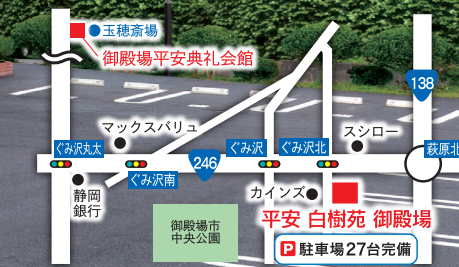 玉穂斎場
御殿場平安典礼会館
138
マックスバリュ
スシロー
ぐみ沢丸太
ぐみ沢
ぐみ沢北
萩原北
246
ぐみ沢南
静岡
銀行
カインズ
御殿場市
中央公園
平安 白樹苑 御殿場
P 駐車場27台完備